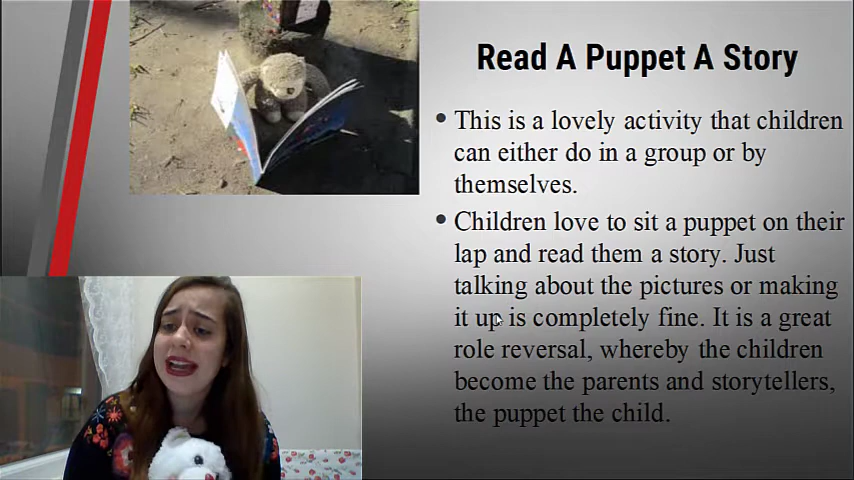 Read A Puppet A Story
This is a lovely activity that children
can either do in a group or by
themselves.
Children love to sit a puppet on their
lap and read them a story. Just
talking about the pictures or making
it up is completely fine. It is a great
role reversal, whereby the children
become the parents and storytellers,
the puppet the child.